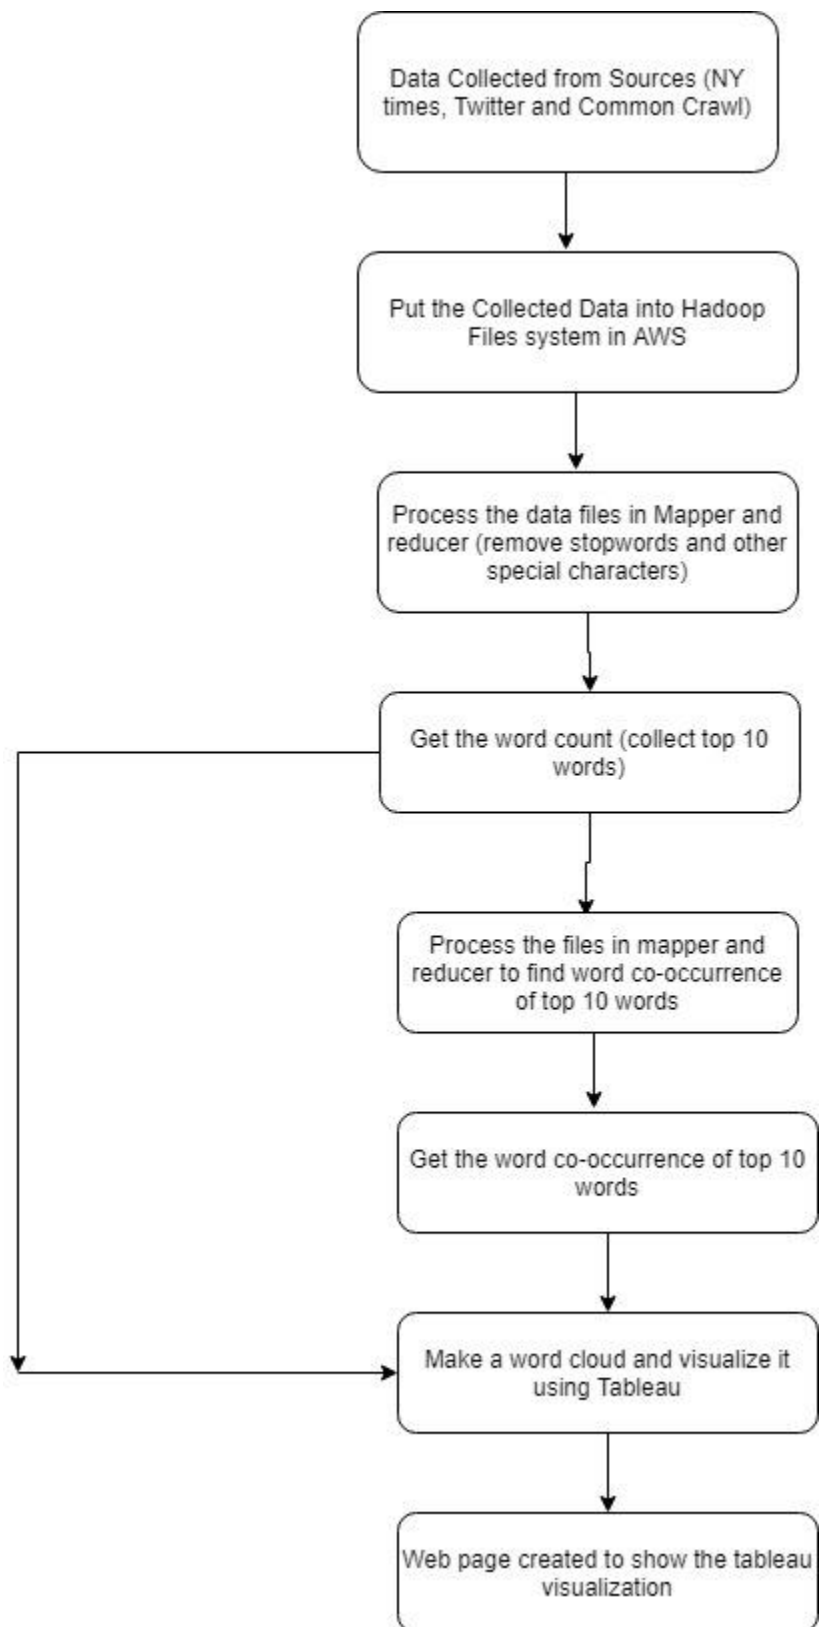 Data Collected from Sources (NY
times, Twitter and Common Crawl)
Put the Collected Data into Hadoop
Files system in AWS
Process the data files in Mapper and
reducer (remove stopwords and other
special characters)
Get the word count (collect top 10
words)
Process the files in mapper and
reducer to find word co-occurrence
of top 10 words
Get the word co-occurrence of top 10
words
Make a word cloud and visualize it
using Tableau
Web page created to show the tableau
visualization